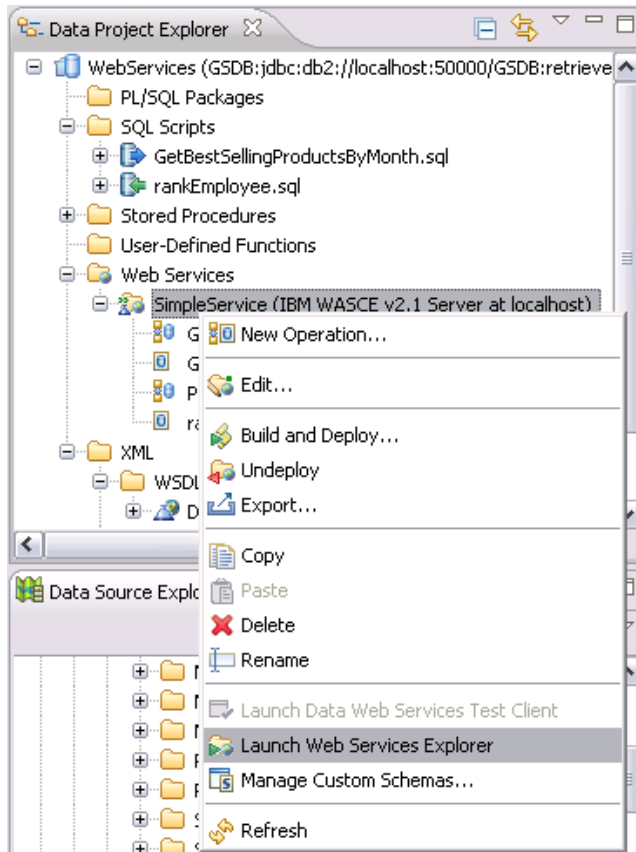 Data Project Explorer
WebServices (GSDB:jdbc:db2://localhost:50000/GSDB:retrieve
PL/SQL Packages
SQL Scripts
GetBestSellingProductsByMonth.sql
rankEmployee.sql
Stored Procedures
User-Defined Functions
Web Services
SimpleService (IBM WASCE v2.1 Server at localhost)
G
New Operation...
G
Edit...
P
ra
Build and Deploy...
XML
Undeploy
WSDL
Export...
D
Copy
Data Source Explo
Paste
Delete
Rename
Launch Data Web Services Test Client
Launch Web Services Explorer
Manage Custom Schemas...
Refresh